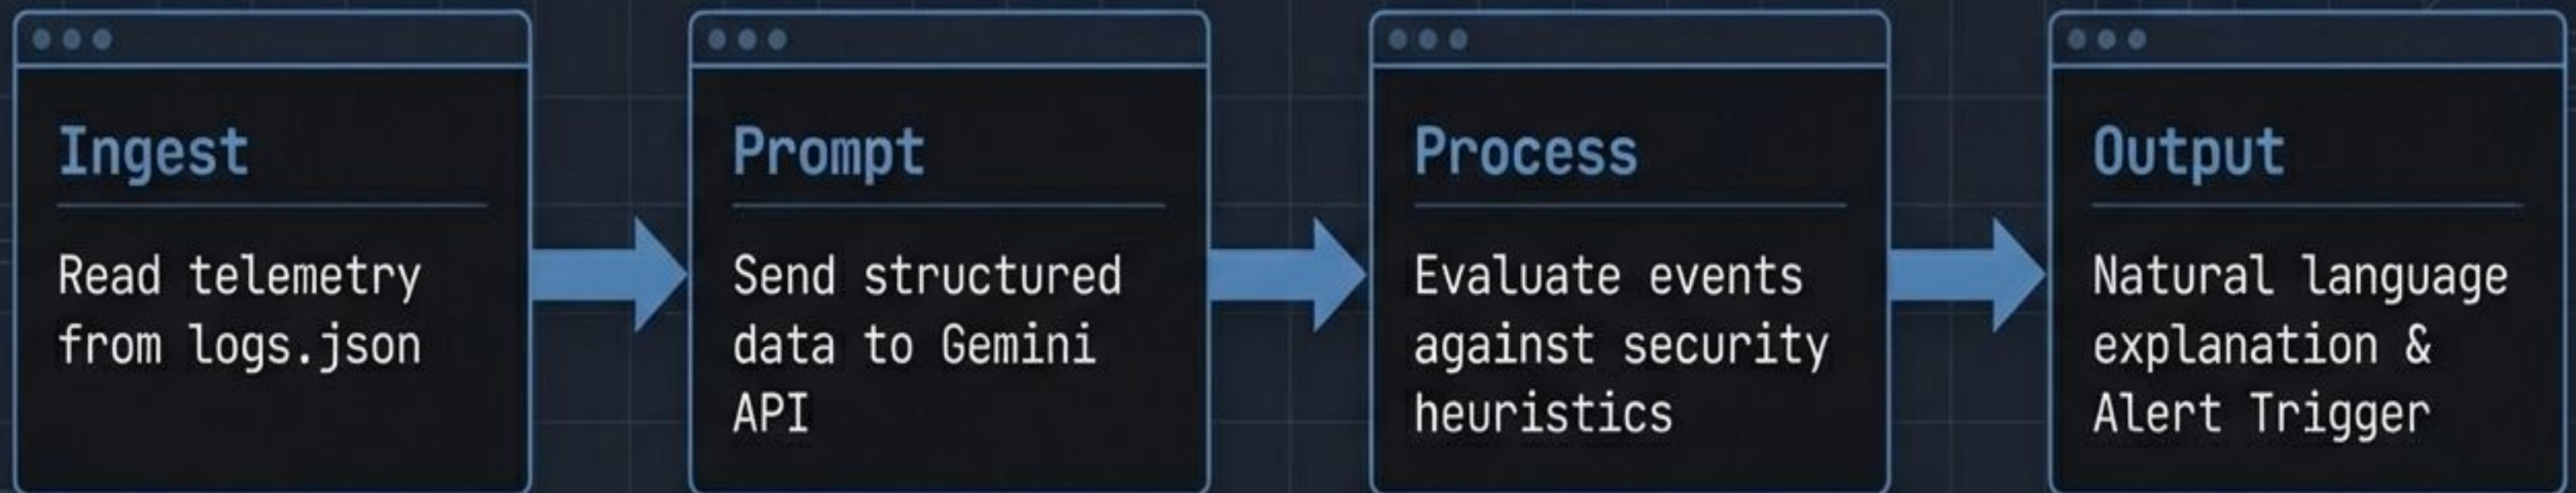 Ingest
Read telemetry
from logs.json
Prompt
Send structured
data to Gemini
API
Process
Evaluate events
against security
heuristics
Output
Natural language
explanation &
Alert Trigger